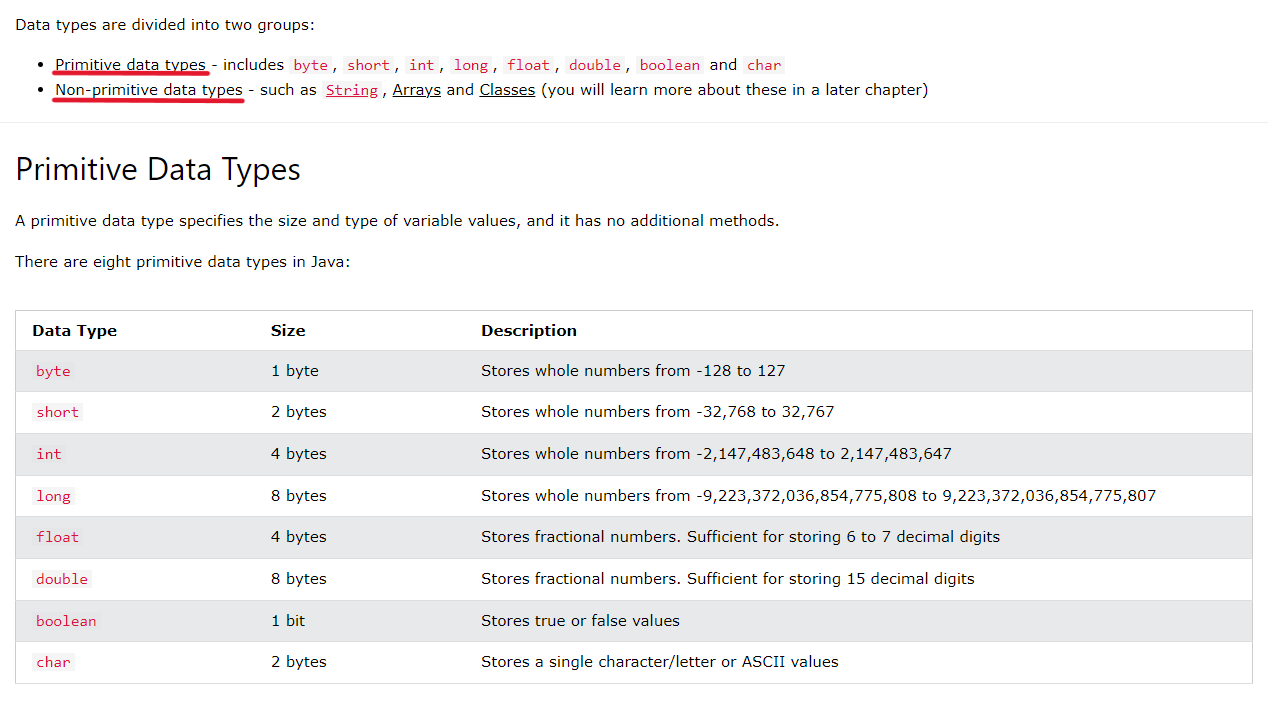 Data types are divided into two groups:
• Primitive data types - includes byte, short, int, long, float, double, boolean and char
• Non-primitive data types - such as String, Arrays and Classes (you will learn more about these in a later chapter)
Primitive Data Types
A primitive data type specifies the size and type of variable values, and it has no additional methods.
There are eight primitive data types in Java:
Data Type Size Description
byte 1 byte Stores whole numbers from -128 to 127
short 2 bytes Stores whole numbers from -32,768 to 32,767
int 4 bytes Stores whole numbers from -2,147,483,648 to 2,147,483,647
long 8 bytes Stores whole numbers from -9,223,372,036,854,775,808 to 9,223,372,036,854,775,807
float 4 bytes Stores fractional numbers. Sufficient for storing 6 to 7 decimal digits
double 8 bytes Stores fractional numbers. Sufficient for storing 15 decimal digits
boolean 1 bit Stores true or false values
char 2 bytes Stores a single character/letter or ASCII values